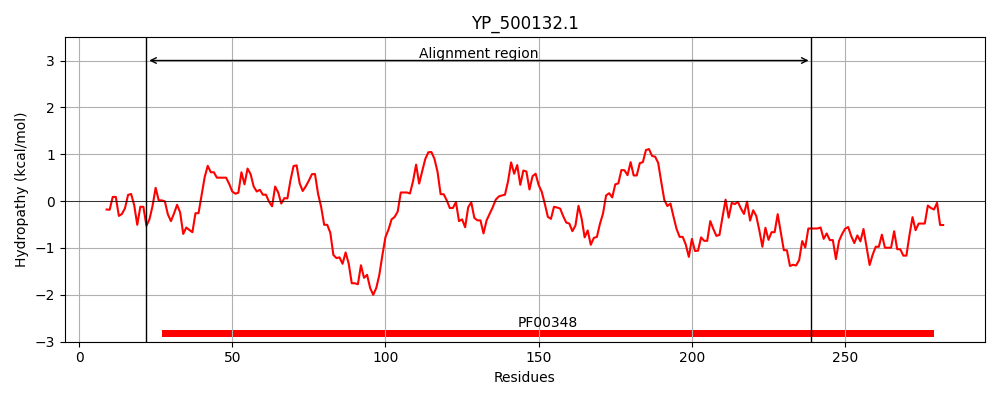 YP_500132.1
Hydropathy (kcal/mol)
3
2
1
0
−1
−2
−3
Alignment region
PF00348
0 50 100 150 200 250
Residues